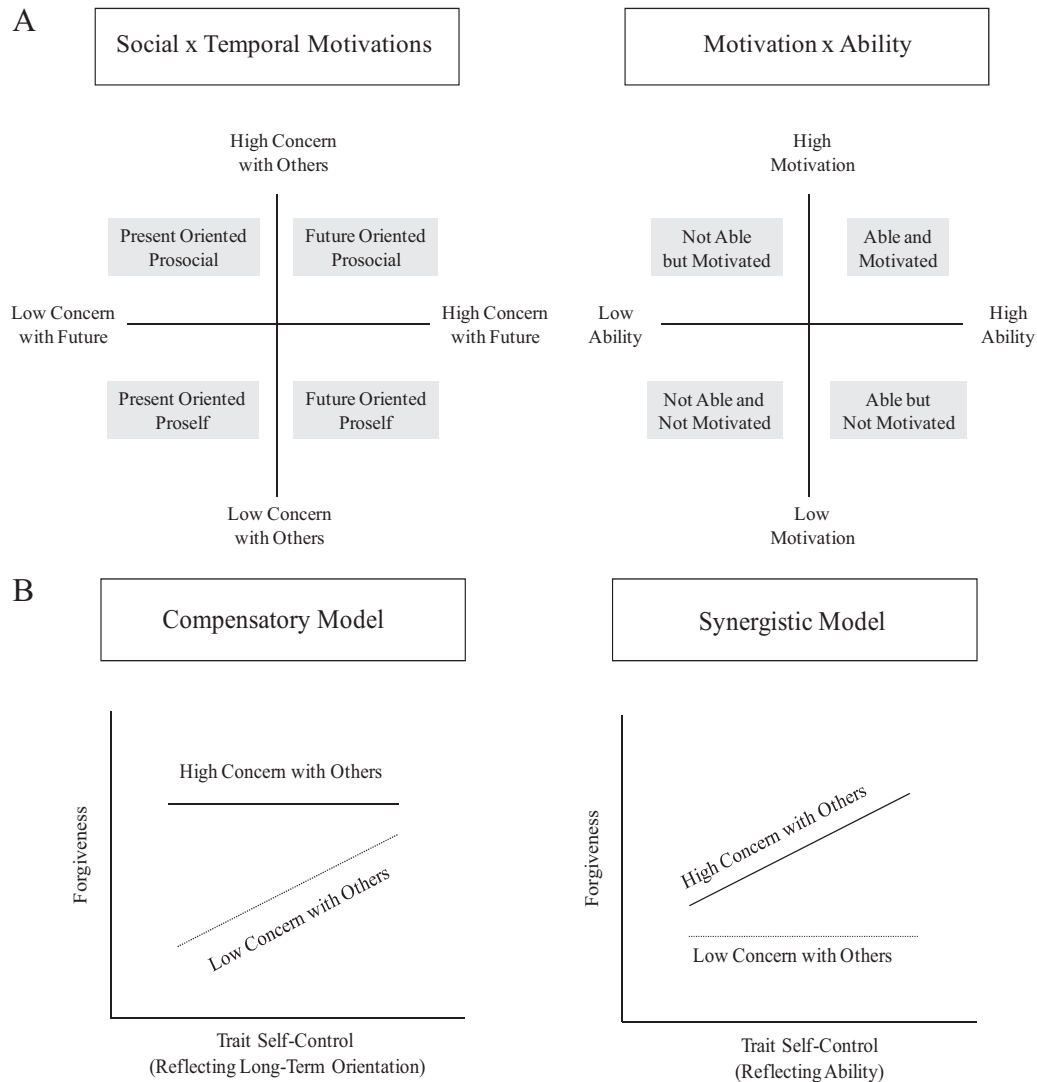 A
Social x Temporal Motivations
High Concern
with Others
Present Oriented
Prosocial
Future Oriented
Prosocial
Low Concern
with Future
High Concern
with Future
Present Oriented
Proself
Future Oriented
Proself
Low Concern
with Others
Motivation x Ability
High
Motivation
Not Able
but Motivated
Able and
Motivated
Low
Ability
High
Ability
Not Able and
Not Motivated
Able but
Not Motivated
Low
Motivation
B
Compensatory Model
Forgiveness
High Concern with Others
Low Concern with Others
Trait Self-Control
(Reflecting Long-Term Orientation)
Synergistic Model
Forgiveness
High Concern with Others
Low Concern with Others
Trait Self-Control
(Reflecting Ability)